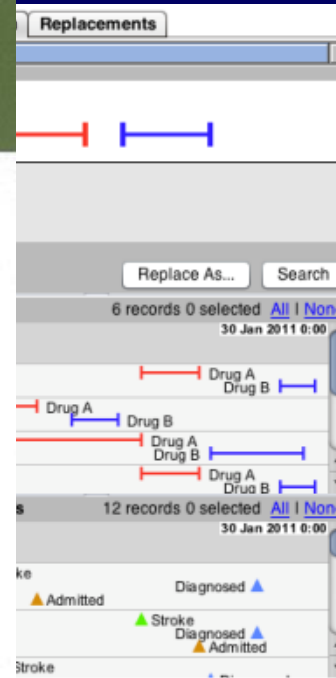 Replacements
Replace As... Search
6 records 0 selected All | Non
30 Jan 2011 0:00
Drug A
Drug B
Drug A
Drug B
Drug A
Drug B
Drug A
Drug B
s 12 records 0 selected All | Non
30 Jan 2011 0:00
ke
Diagnosed
Admitted
Stroke
Diagnosed
Admitted
Stroke